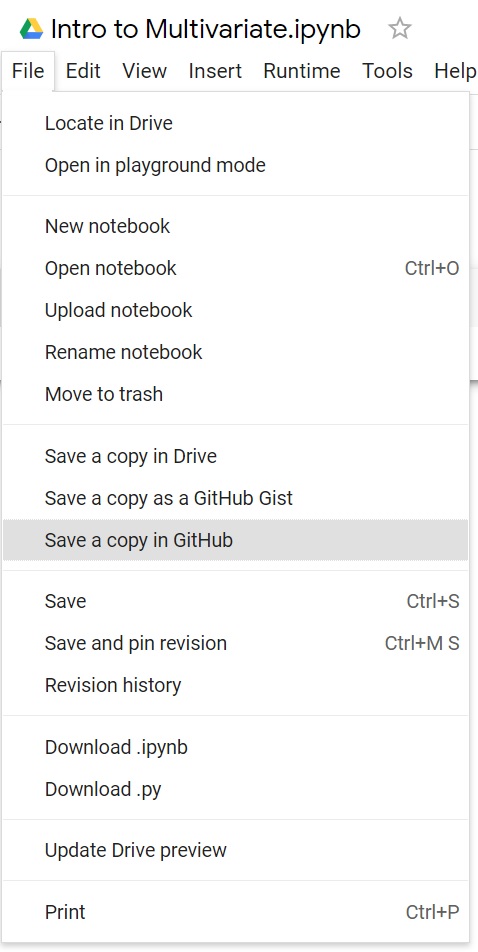 Intro to Multivariate.ipynb
File Edit View Insert Runtime Tools Help
Locate in Drive
Open in playground mode
New notebook
Open notebook Ctrl+O
Upload notebook
Rename notebook
Move to trash
Save a copy in Drive
Save a copy as a GitHub Gist
Save a copy in GitHub
Save Ctrl+S
Save and pin revision Ctrl+M S
Revision history
Download .ipynb
Download .py
Update Drive preview
Print Ctrl+P